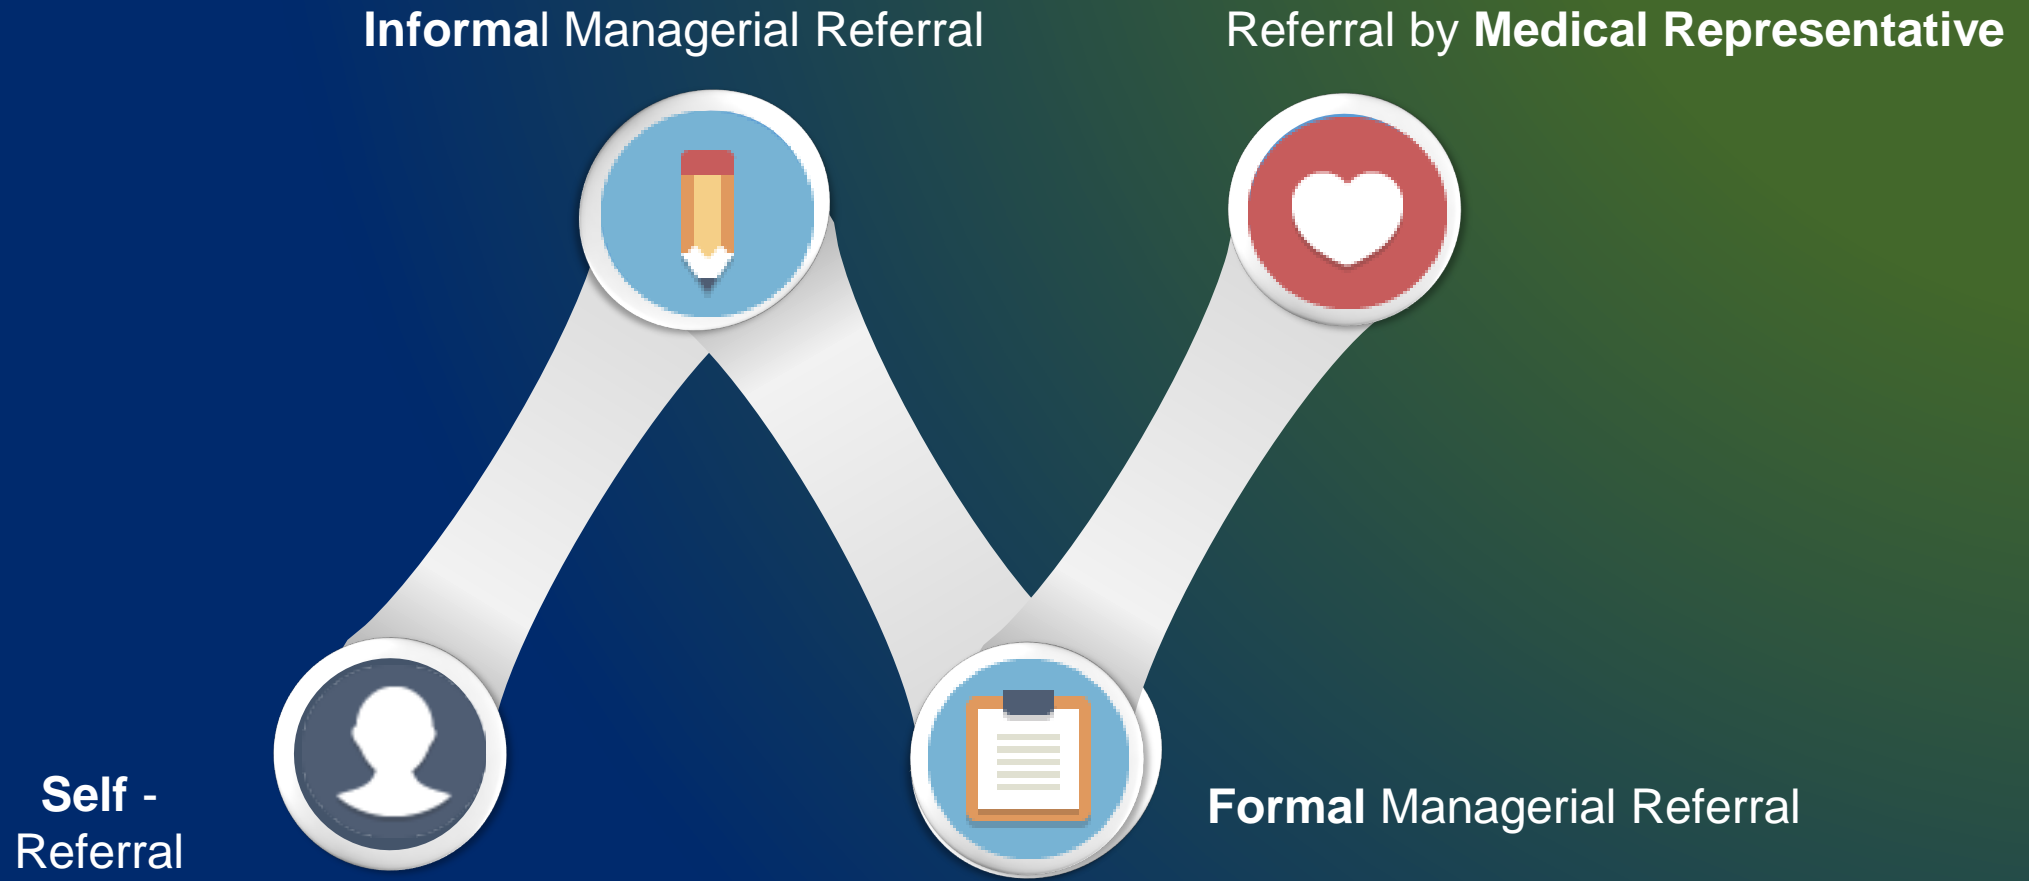 Informal Managerial Referral
Referral by Medical Representative
Self -
Referral
Formal Managerial Referral